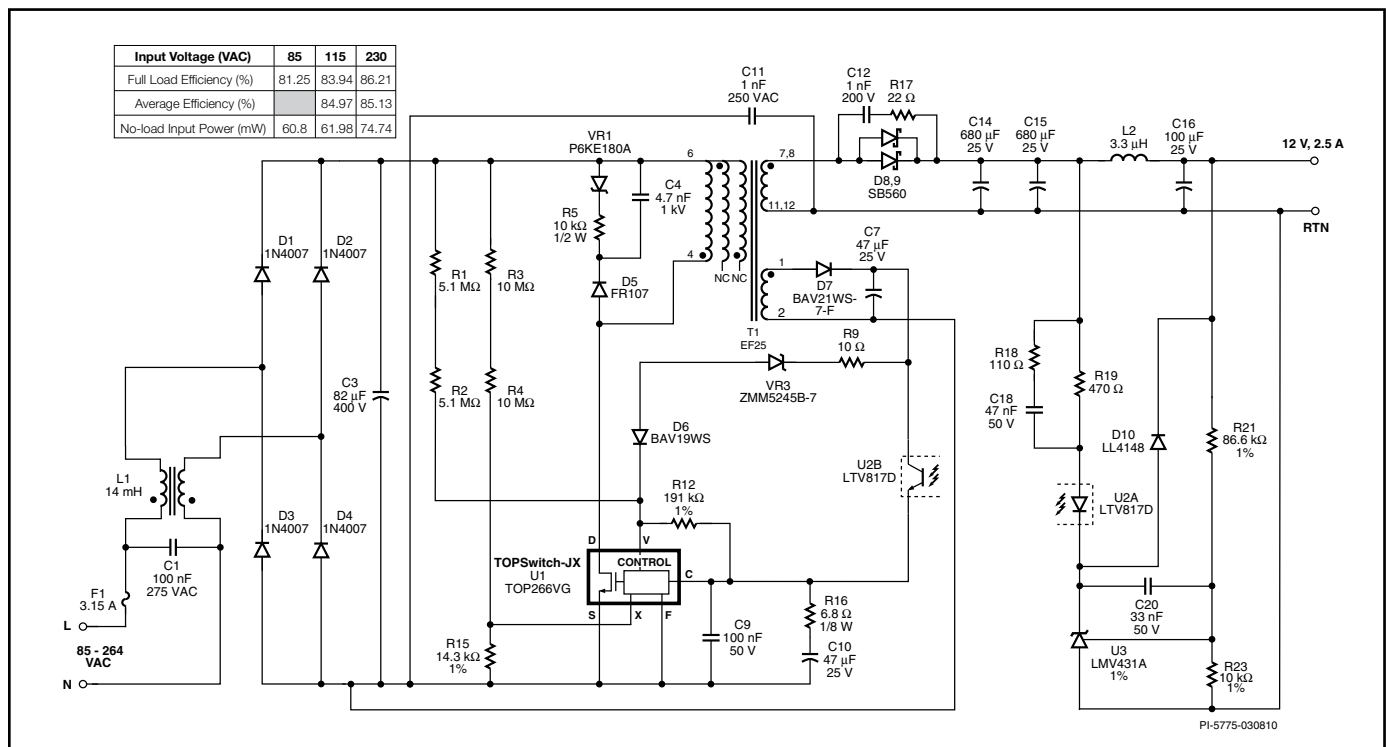 Input Voltage (VAC) 85 115 230
Full Load Efficiency (%) 81.25 83.94 86.21
Average Efficiency (%) 84.97 85.13
No-load Input Power (mW) 60.8 61.98 74.74
C11
1 nF
250 VAC
C12
1 nF
200 V
R17
22 Ω
D8,9
SB560
C14
680 µF
25 V
C15
680 µF
25 V
L2
3.3 µH
C16
100 µF
25 V
12 V, 2.5 A
RTN
VR1
P6KE180A
C4
4.7 nF
1 kV
R5
10 kΩ
1/2 W
D5
FR107
6
4
NC NC
7,8
11,12
1
2
T1
EF25
D7
BAV21WS-
7-F
C7
47 µF
25 V
R9
10 Ω
VR3
ZMM5245B-7
D1
1N4007
D2
1N4007
R1
5.1 MΩ
R3
10 MΩ
R2
5.1 MΩ
R4
10 MΩ
C3
82 µF
400 V
D6
BAV19WS
R12
191 kΩ
1%
U2B
LTV817D
R18
110 Ω
C18
47 nF
50 V
R19
470 Ω
D10
LL4148
R21
86.6 kΩ
1%
U2A
LTV817D
L1
14 mH
D3
1N4007
D4
1N4007
C1
100 nF
275 VAC
F1
3.15 A
L
85 - 264
VAC
N
TOPSwitch-JX
U1
TOP266VG
D
V
CONTROL
C
S
X
F
R15
14.3 kΩ
1%
C9
100 nF
50 V
R16
6.8 Ω
1/8 W
C10
47 µF
25 V
C20
33 nF
50 V
U3
LMV431A
1%
R23
10 kΩ
1%
PI-5775-030810